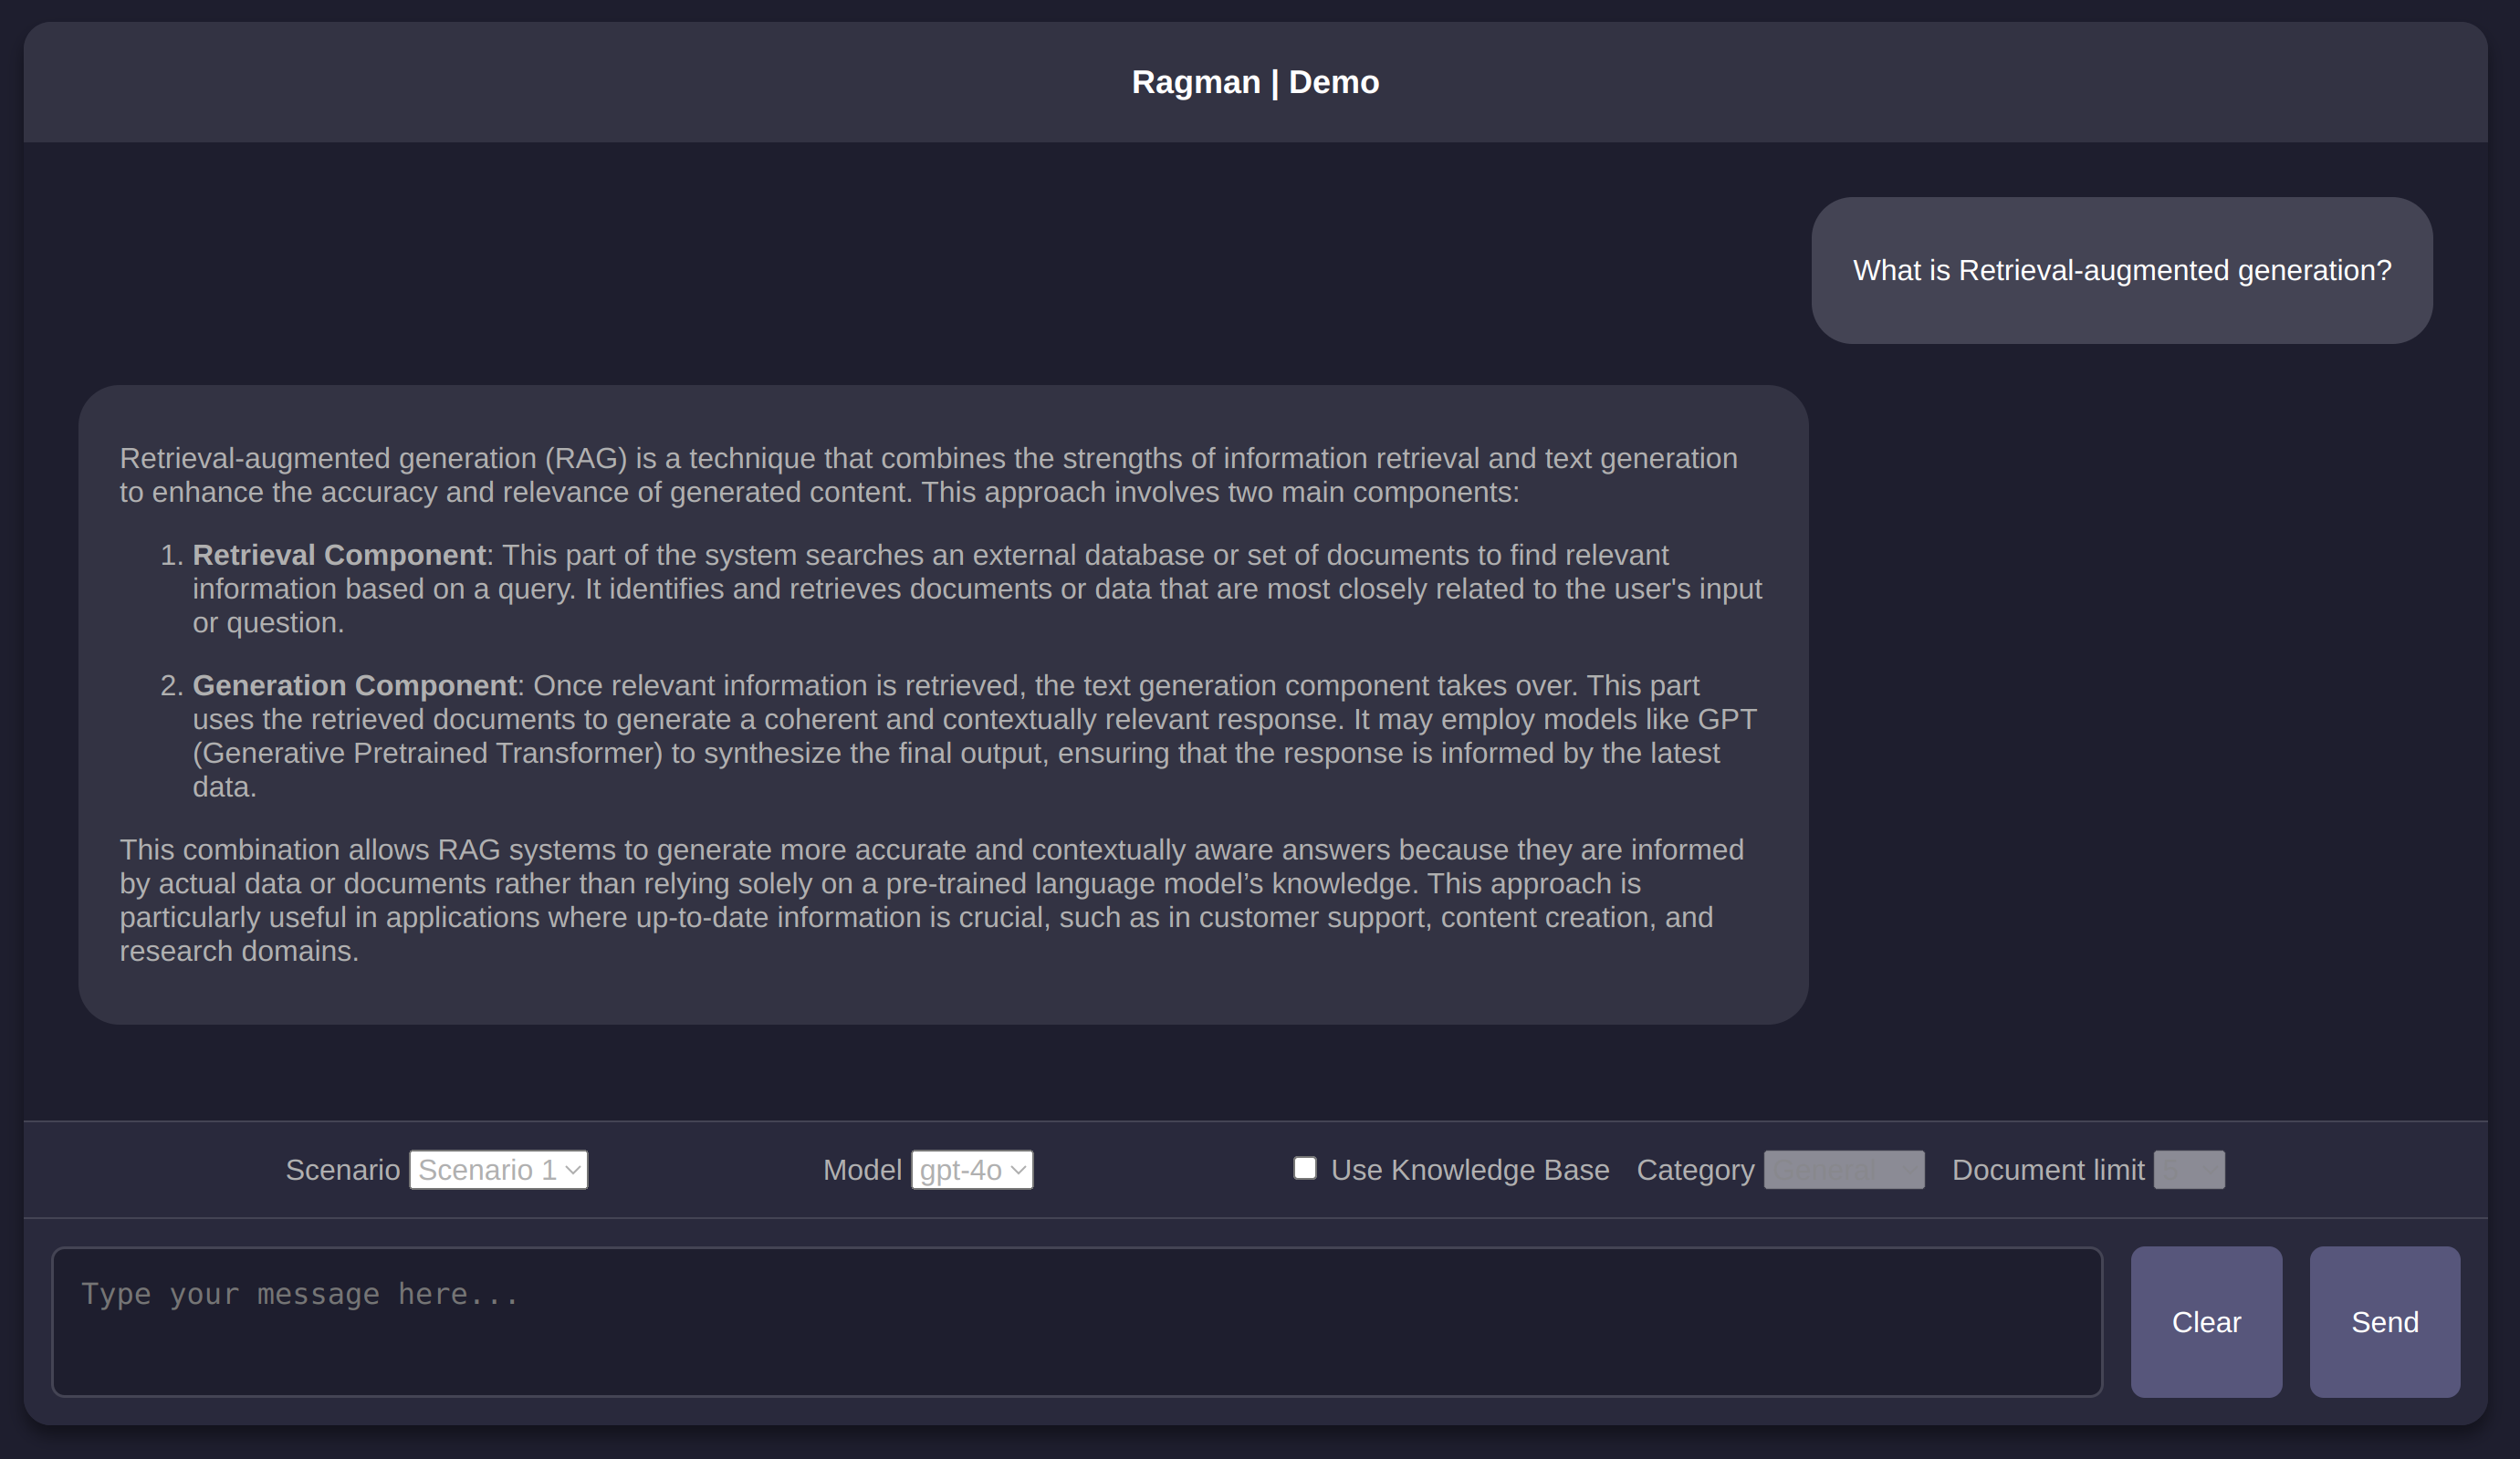 Ragman | Demo
What is Retrieval-augmented generation?
Retrieval-augmented generation (RAG) is a technique that combines the strengths of information retrieval and text generation
to enhance the accuracy and relevance of generated content. This approach involves two main components:
1. Retrieval Component: This part of the system searches an external database or set of documents to find relevant
information based on a query. It identifies and retrieves documents or data that are most closely related to the user's input
or question.
2. Generation Component: Once relevant information is retrieved, the text generation component takes over. This part
uses the retrieved documents to generate a coherent and contextually relevant response. It may employ models like GPT
(Generative Pretrained Transformer) to synthesize the final output, ensuring that the response is informed by the latest
data.
This combination allows RAG systems to generate more accurate and contextually aware answers because they are informed
by actual data or documents rather than relying solely on a pre-trained language model’s knowledge. This approach is
particularly useful in applications where up-to-date information is crucial, such as in customer support, content creation, and
research domains.
Scenario Scenario 1 Model gpt-4o Use Knowledge Base Category Document limit
Type your message here...
Clear
Send